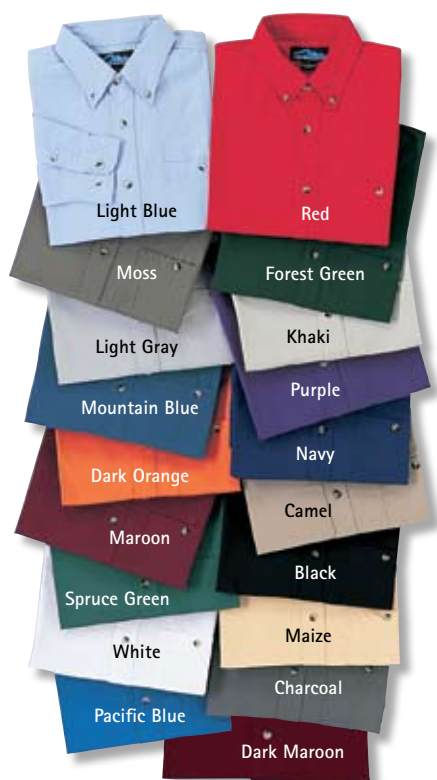 Light Blue
Red
Moss
Forest Green
Light Gray
Khaki
Mountain Blue
Purple
Dark Orange
Navy
Maroon
Camel
Spruce Green
Black
White
Maize
Pacific Blue
Charcoal
Dark Maroon